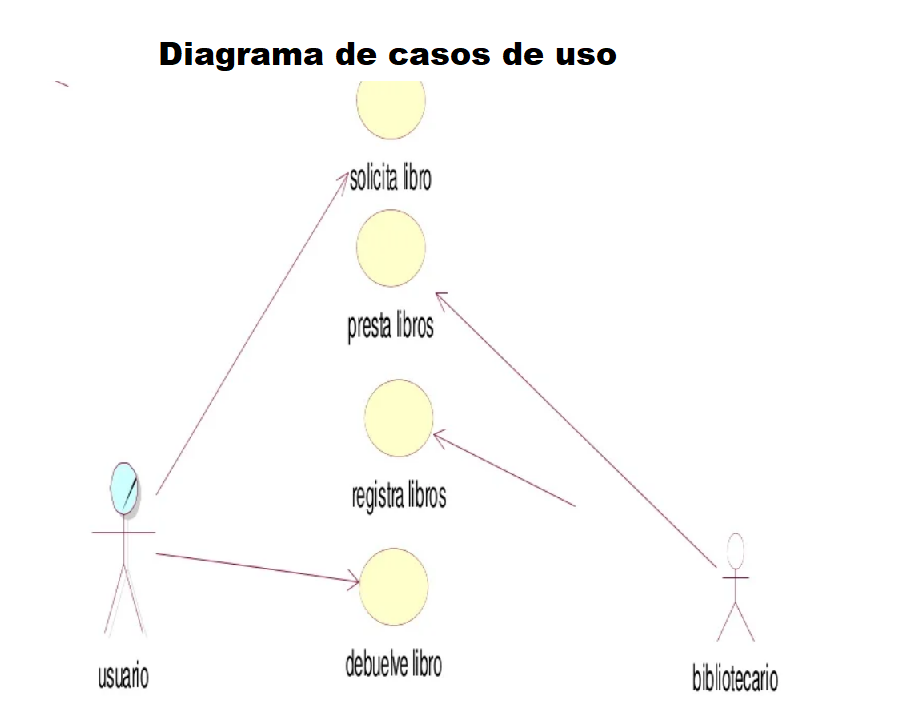 Diagrama de casos de uso
solicita libro
presta libros
registra libros
debuelve libro
usuario
bibliotecario